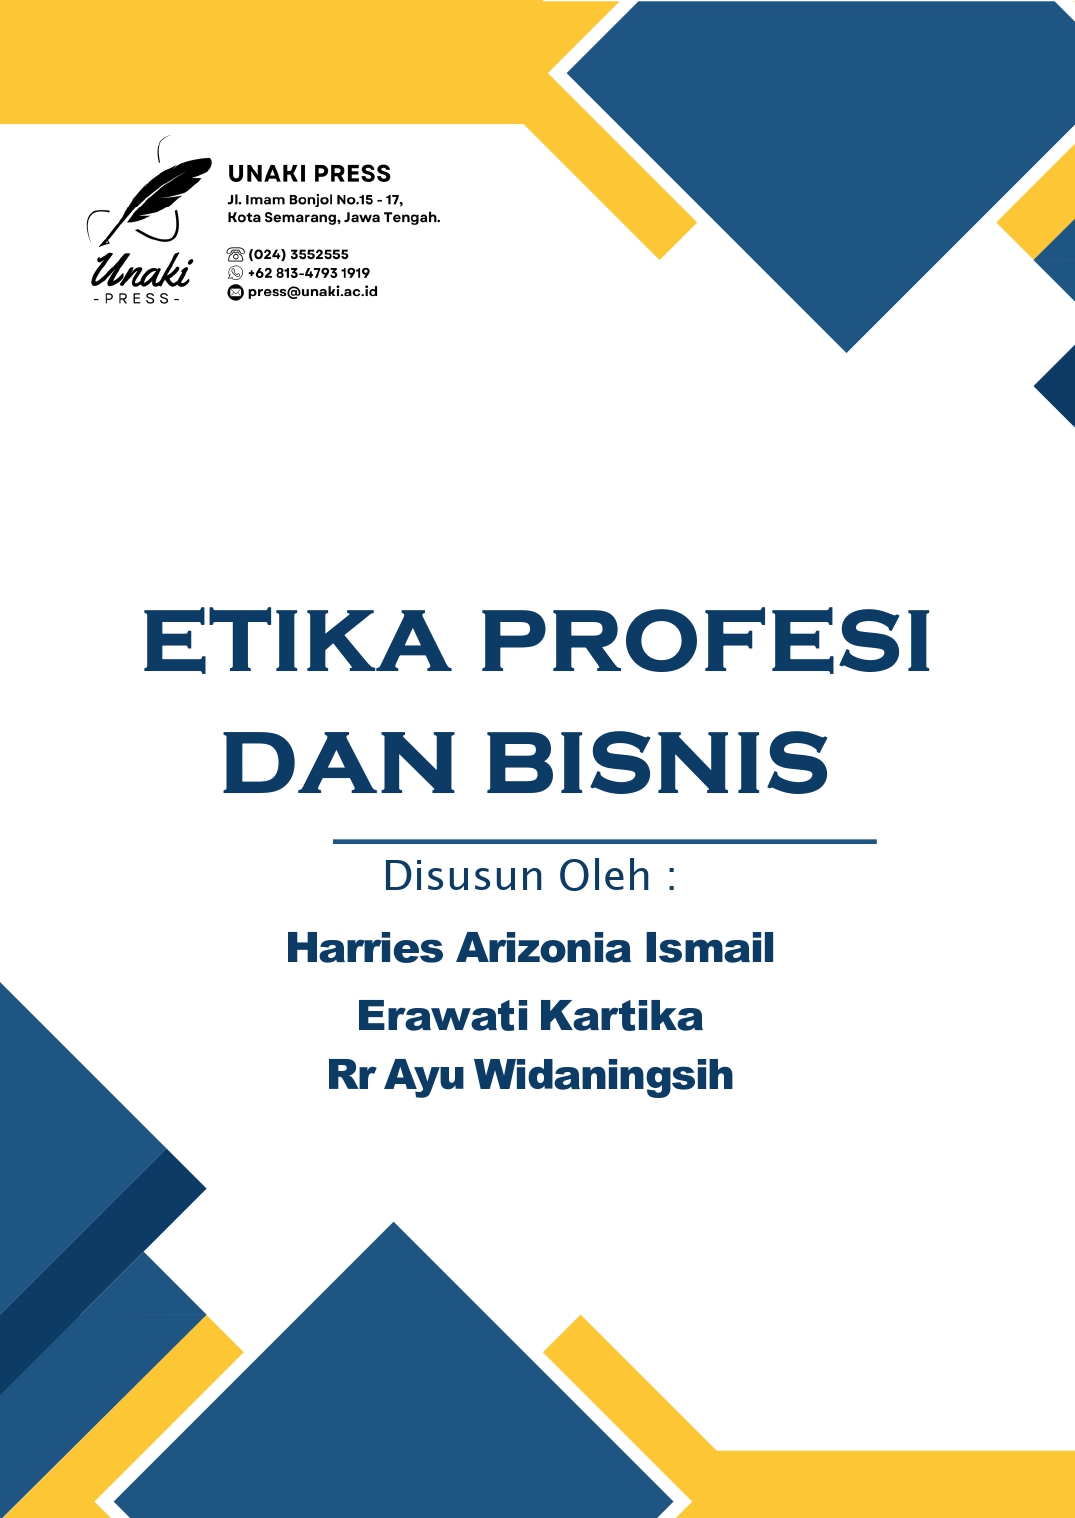 UNAKI PRESS
Jl. Imam Bonjol No.15 - 17,
Kota Semarang, Jawa Tengah.
(024) 3552555
+62 813-4793 1919
press@unaki.ac.id
Unaki
-PRESS-
ETIKA PROFESI
DAN BISNIS
Disusun Oleh :
Harries Arizonia Ismail
Erawati Kartika
Rr Ayu Widaningsih